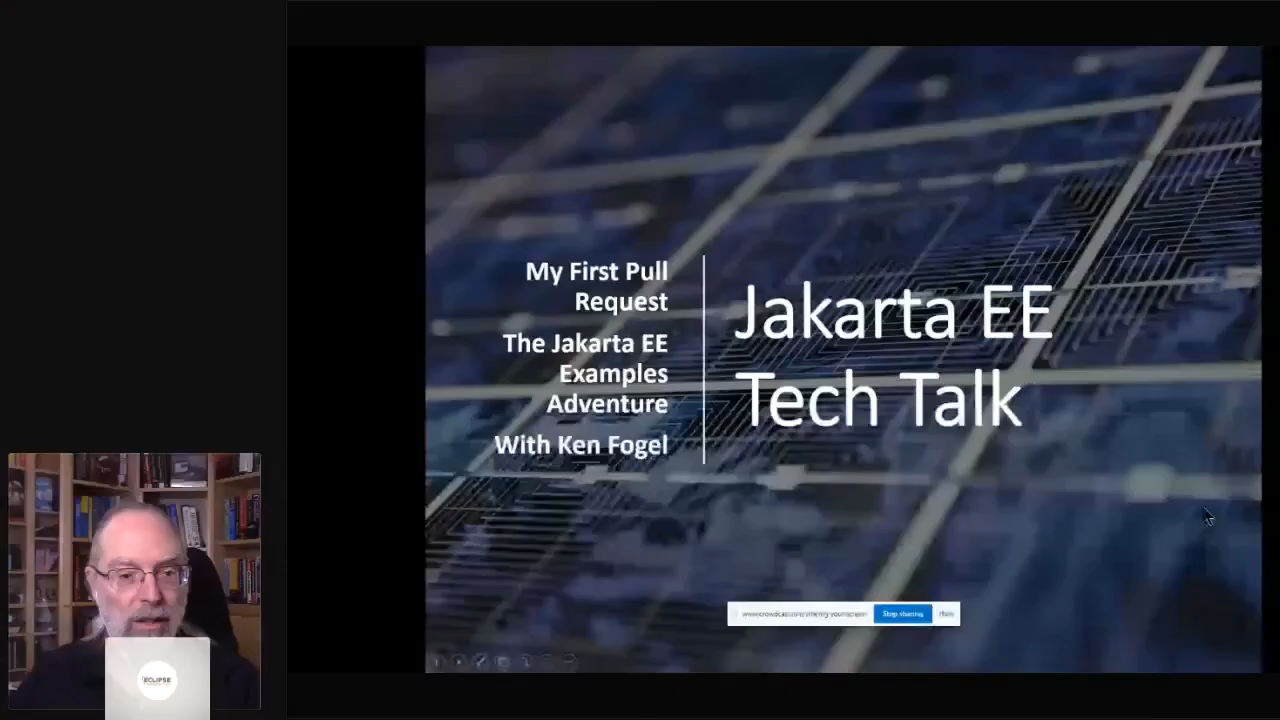 My First Pull
Request
The Jakarta EE
Examples
Adventure
With Ken Fogel
Jakarta EE
Tech Talk
Stop sharing
Hide
ECLIPSE